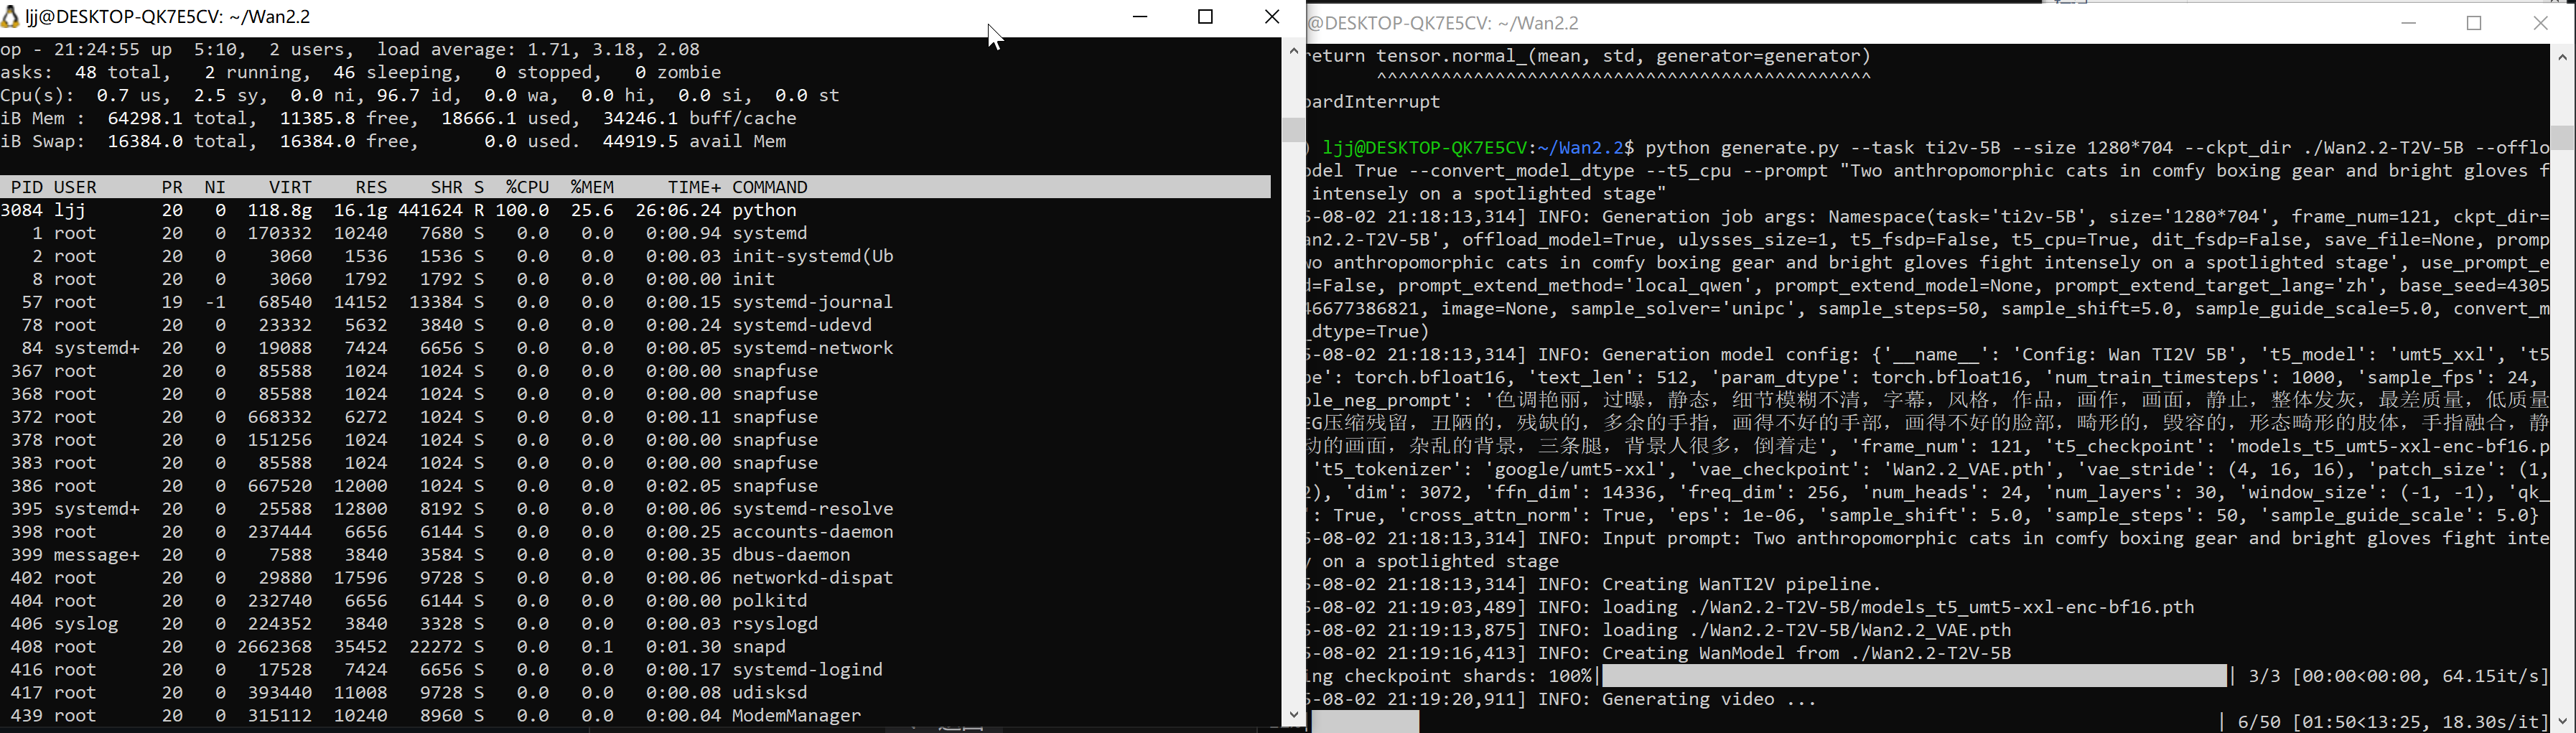 ljj@DESKTOP-QK7E5CV: ~/Wan2.2
op - 21:24:55 up  5:10,  2 users,  load average: 1.71, 3.18, 2.08
asks:  48 total,   2 running,  46 sleeping,   0 stopped,   0 zombie
Cpu(s):  0.7 us,  2.5 sy,  0.0 ni, 96.7 id,  0.0 wa,  0.0 hi,  0.0 si,  0.0 st
iB Mem :  64298.1 total,  11385.8 free,  18666.1 used,  34246.1 buff/cache
iB Swap:  16384.0 total,  16384.0 free,      0.0 used.  44919.5 avail Mem
PID USER      PR  NI    VIRT    RES    SHR S  %CPU  %MEM     TIME+ COMMAND
3084 ljj       20   0  118.8g  16.1g 441624 R 100.0  25.6  26:06.24 python
1 root      20   0  170332  10240   7680 S   0.0   0.0   0:00.94 systemd
2 root      20   0    3060   1536   1536 S   0.0   0.0   0:00.03 init-systemd(Ub
8 root      20   0    3060   1792   1792 S   0.0   0.0   0:00.00 init
57 root      19  -1   68540  14152  13384 S   0.0   0.0   0:00.15 systemd-journal
78 root      20   0   23332   5632   3840 S   0.0   0.0   0:00.24 systemd-udevd
84 systemd+  20   0   19088   7424   6656 S   0.0   0.0   0:00.05 systemd-network
367 root      20   0   85588   1024   1024 S   0.0   0.0   0:00.00 snapfuse
368 root      20   0   85588   1024   1024 S   0.0   0.0   0:00.00 snapfuse
372 root      20   0  668332   6272   1024 S   0.0   0.0   0:00.11 snapfuse
378 root      20   0  151256   1024   1024 S   0.0   0.0   0:00.00 snapfuse
383 root      20   0   85588   1024   1024 S   0.0   0.0   0:00.00 snapfuse
386 root      20   0  667520  12000   1024 S   0.0   0.0   0:02.05 snapfuse
395 systemd+  20   0   25588  12800   8192 S   0.0   0.0   0:00.06 systemd-resolve
398 root      20   0  237444   6656   6144 S   0.0   0.0   0:00.25 accounts-daemon
399 message+  20   0    7588   3840   3584 S   0.0   0.0   0:00.35 dbus-daemon
402 root      20   0   29880  17596   9728 S   0.0   0.0   0:00.06 networkd-dispat
404 root      20   0  232740   6656   6144 S   0.0   0.0   0:00.00 polkitd
406 syslog    20   0  224352   3840   3328 S   0.0   0.0   0:00.03 rsyslogd
408 root      20   0 2662368  35452  22272 S   0.0   0.1   0:01.30 snapd
416 root      20   0   17528   7424   6656 S   0.0   0.0   0:00.17 systemd-logind
417 root      20   0  393440  11008   9728 S   0.0   0.0   0:00.08 udisksd
439 root      20   0  315112  10240   8960 S   0.0   0.0   0:00.04 ModemManager
@DESKTOP-QK7E5CV: ~/Wan2.2
return tensor.normal_(mean, std, generator=generator)
^^^^^^^^^^^^^^^^^^^^^^^^^^^^^^^^^^^^^^^^^^^^^^
oardInterrupt
) ljj@DESKTOP-QK7E5CV:~/Wan2.2$ python generate.py --task ti2v-5B --size 1280*704 --ckpt_dir ./Wan2.2-T2V-5B --offlo
odel True --convert_model_dtype --t5_cpu --prompt "Two anthropomorphic cats in comfy boxing gear and bright gloves f
intensely on a spotlighted stage"
5-08-02 21:18:13,314] INFO: Generation job args: Namespace(task='ti2v-5B', size='1280*704', frame_num=121, ckpt_dir=
an2.2-T2V-5B', offload_model=True, ulysses_size=1, t5_fsdp=False, t5_cpu=True, dit_fsdp=False, save_file=None, promp
wo anthropomorphic cats in comfy boxing gear and bright gloves fight intensely on a spotlighted stage', use_prompt_e
d=False, prompt_extend_method='local_qwen', prompt_extend_model=None, prompt_extend_target_lang='zh', base_seed=4305
46677386821, image=None, sample_solver='unipc', sample_steps=50, sample_shift=5.0, sample_guide_scale=5.0, convert_m
_dtype=True)
5-08-02 21:18:13,314] INFO: Generation model config: {'__name__': 'Config: Wan TI2V 5B', 't5_model': 'umt5_xxl', 't5
pe': torch.bfloat16, 'text_len': 512, 'param_dtype': torch.bfloat16, 'num_train_timesteps': 1000, 'sample_fps': 24,
ple_neg_prompt': '色调艳丽，过曝，静态，细节模糊不清，字幕，风格，作品，画作，画面，静止，整体发灰，最差质量，低质量
EG压缩残留，丑陋的，残缺的，多余的手指，画得不好的手部，画得不好的脸部，畸形的，毁容的，形态畸形的肢体，手指融合，静
动的画面，杂乱的背景，三条腿，背景人很多，倒着走', 'frame_num': 121, 't5_checkpoint': 'models_t5_umt5-xxl-enc-bf16.p
't5_tokenizer': 'google/umt5-xxl', 'vae_checkpoint': 'Wan2.2_VAE.pth', 'vae_stride': (4, 16, 16), 'patch_size': (1,
2), 'dim': 3072, 'ffn_dim': 14336, 'freq_dim': 256, 'num_heads': 24, 'num_layers': 30, 'window_size': (-1, -1), 'qk_
': True, 'cross_attn_norm': True, 'eps': 1e-06, 'sample_shift': 5.0, 'sample_steps': 50, 'sample_guide_scale': 5.0}
5-08-02 21:18:13,314] INFO: Input prompt: Two anthropomorphic cats in comfy boxing gear and bright gloves fight inte
y on a spotlighted stage
5-08-02 21:18:13,314] INFO: Creating WanTI2V pipeline.
5-08-02 21:19:03,489] INFO: loading ./Wan2.2-T2V-5B/models_t5_umt5-xxl-enc-bf16.pth
5-08-02 21:19:13,875] INFO: loading ./Wan2.2-T2V-5B/Wan2.2_VAE.pth
5-08-02 21:19:16,413] INFO: Creating WanModel from ./Wan2.2-T2V-5B
ing checkpoint shards: 100%| | 3/3 [00:00<00:00, 64.15it/s]
5-08-02 21:19:20,911] INFO: Generating video ...
| 6/50 [01:50<13:25, 18.30s/it]